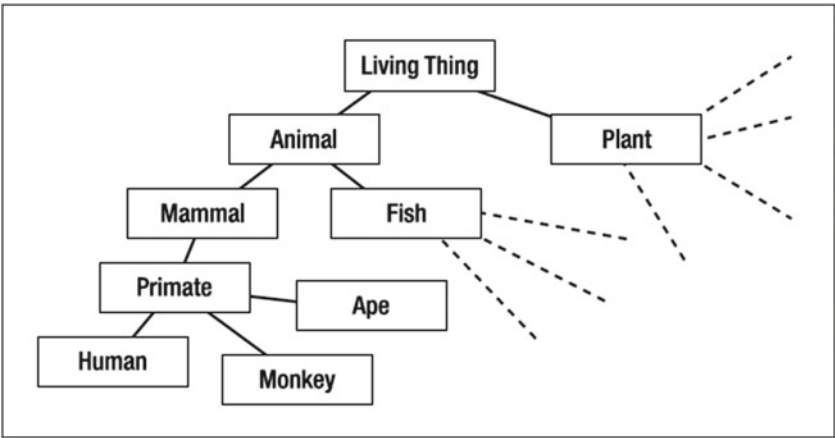 Living Thing
Animal
Plant
Mammal
Fish
Primate
Ape
Human
Monkey